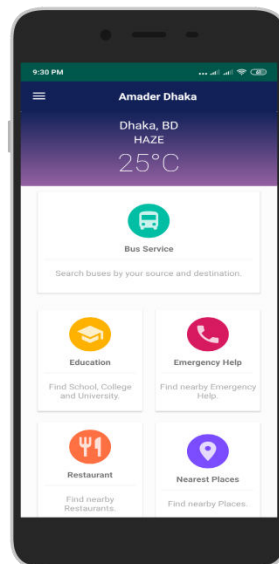 9:30 PM
Amader Dhaka
Dhaka, BD
HAZE
25°C
Bus Service
Search buses by your source and destination.
Education
Find School, College
and University.
Emergency Help
Find nearby Emergency
Help.
Restaurant
Find nearby
Restaurants.
Nearest Places
Find nearby Places.